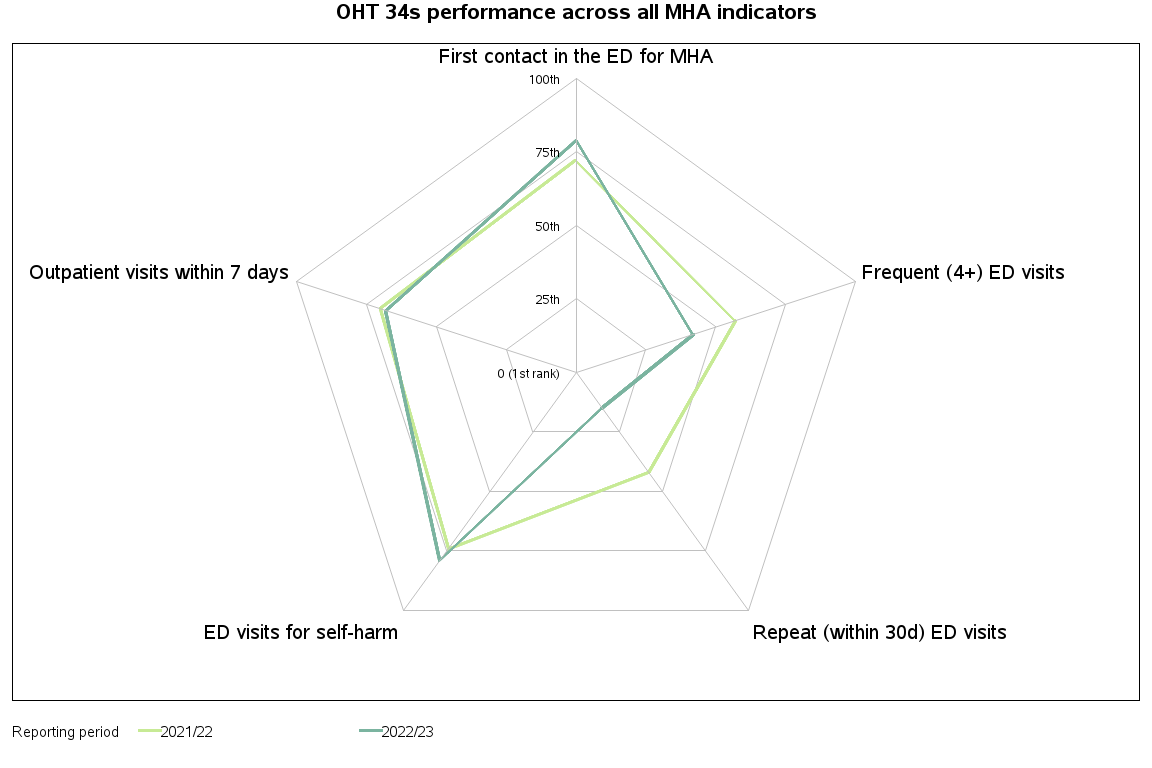 OHT 34s performance across all MHA indicators
First contact in the ED for MHA
100th
75th
50th
25th
0 (1st rank)
Outpatient visits within 7 days
Frequent (4+) ED visits
ED visits for self-harm
Repeat (within 30d) ED visits
Reporting period 2021/22 2022/23